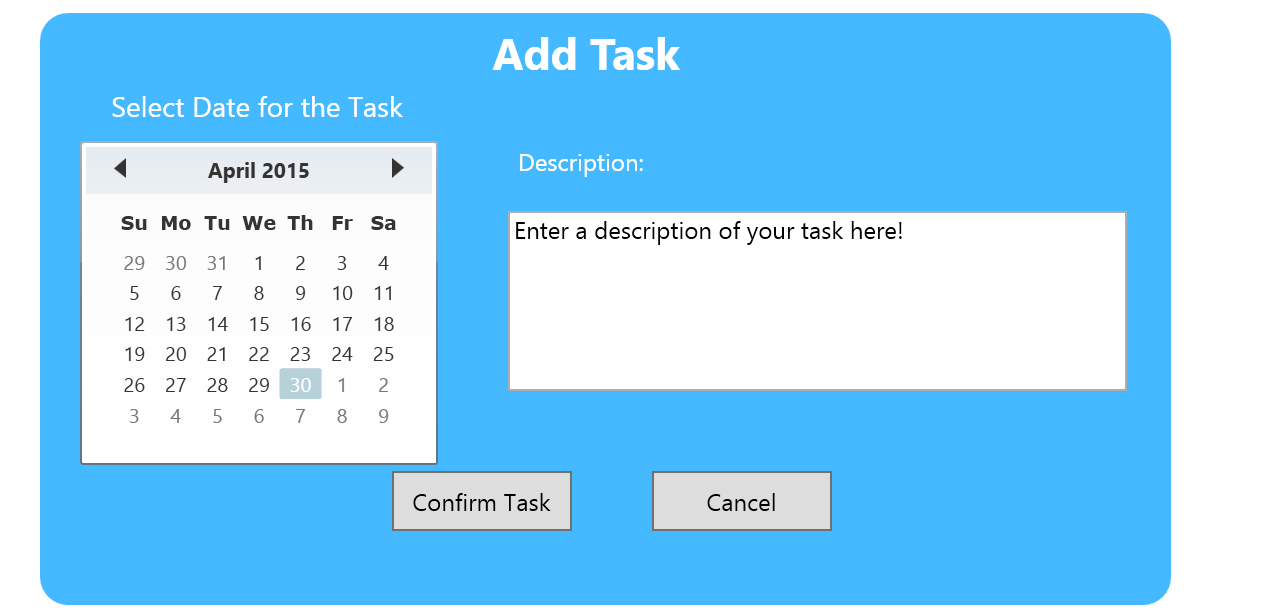 Add Task
Select Date for the Task
April 2015
Su Mo Tu We Th Fr Sa
29 30 31 1 2 3 4
5 6 7 8 9 10 11
12 13 14 15 16 17 18
19 20 21 22 23 24 25
26 27 28 29 30 1 2
3 4 5 6 7 8 9
Description:
Enter a description of your task here!
Confirm Task
Cancel